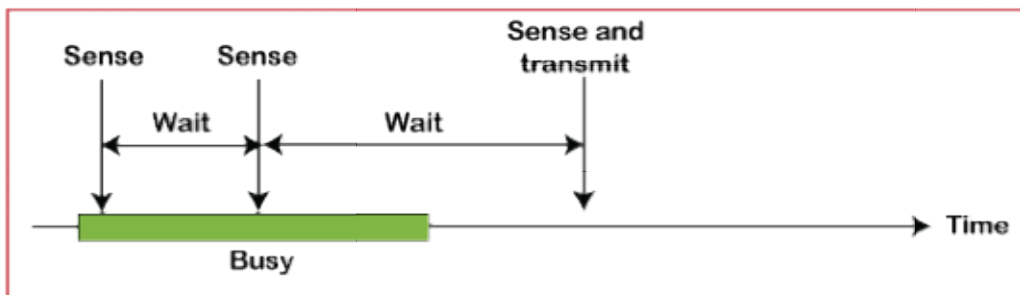 Sense and
transmit
Sense
Sense
Wait
Wait
Time
Busy